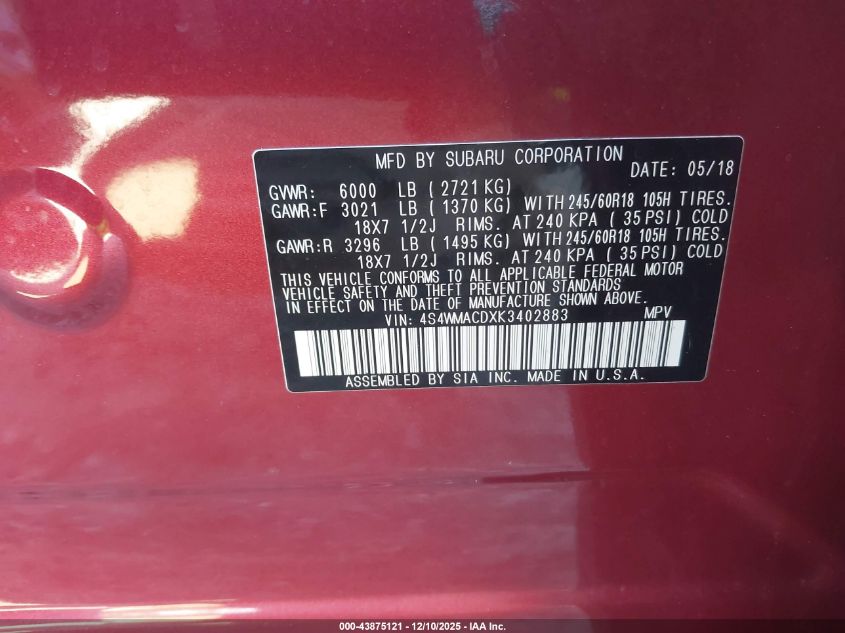 MFD BY SUBARU CORPORATION DATE: 05/18
GVWR: 6000 LB ( 2721 KG)
GAWR:F 3021 LB ( 1370 KG) WITH 245/60R18 105H TIRES.
18X7 1/2J RIMS. AT 240 KPA ( 35 PSI) COLD
GAWR:R 3296 LB ( 1495 KG) WITH 245/60R18 105H TIRES.
18X7 1/2J RIMS. AT 240 KPA ( 35 PSI) COLD
THIS VEHICLE CONFORMS TO ALL APPLICABLE FEDERAL MOTOR
VEHICLE SAFETY AND THEFT PREVENTION STANDARDS
IN EFFECT ON THE DATE OF MANUFACTURE SHOWN ABOVE.
VIN: 4S4WMACDXK3402883 MPV
ASSEMBLED BY SIA INC. MADE IN U.S.A.
000-43875121 - 12/10/2025 - IAA Inc.